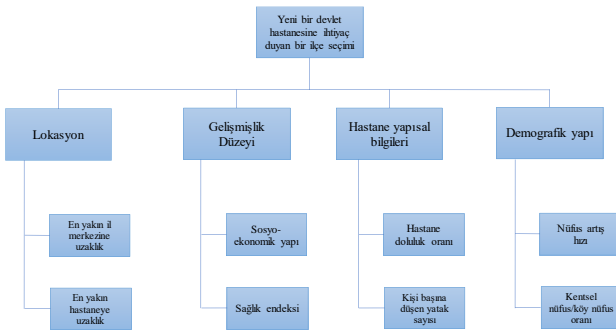 Yeni bir devlet
hastanesine ihtiyaç
duyan bir ilçe seçimi
Lokasyon
Gelişmişlik
Düzeyi
Hastane yapısal
bilgileri
Demografik yapı
En yakın il
merkezine
uzaklık
Sosyo-
ekonomik yapı
Hastane
doluluk oranı
Nüfus artış
hızı
En yakın
hastaneye
uzaklık
Sağlık endeksi
Kişi başına
düşen yatak
sayısı
Kentsel
nüfus/köy nüfus
oranı